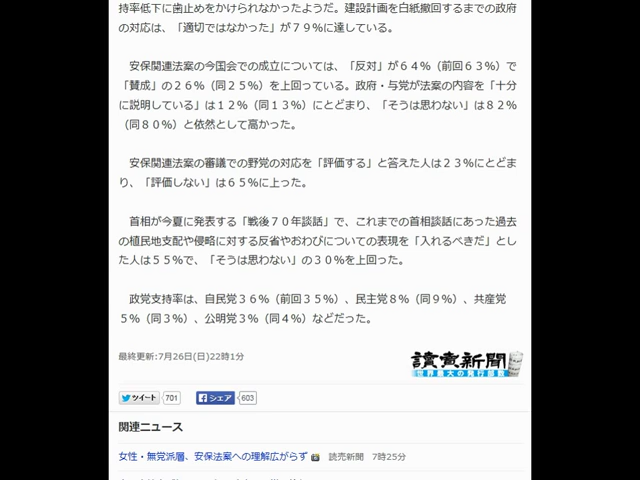 持率低下に歯止めをかけられなかったようだ。建設計画を白紙撤回するまでの政府
の対応は、「適切ではなかった」が７９％に達している。
安保関連法案の今国会での成立については、「反対」が６４％（前回６３％）で
「賛成」の２６％（同２５％）を上回っている。政府・与党が法案の内容を「十分
に説明している」は１２％（同１３％）にとどまり、「そうは思わない」は８２％
（同８０％）と依然として高かった。
安保関連法案の審議での野党の対応を「評価する」と答えた人は２３％にとどま
り、「評価しない」は６５％に上った。
首相が今夏に発表する「戦後７０年談話」で、これまでの首相談話にあった過去
の植民地支配や侵略に対する反省やおわびについての表現を「入れるべきだ」とし
た人は５５％で、「そうは思わない」の３０％を上回った。
政党支持率は、自民党３６％（前回３５％）、民主党８％（同９％）、共産党
５％（同３％）、公明党３％（同４％）などだった。
最終更新:7月26日(日)22時1分
讀賣新聞
世界最大の発行部数
ツイート 701 シェア 603
関連ニュース
女性・無党派層、安保法案への理解広がらず 読売新聞 7時25分